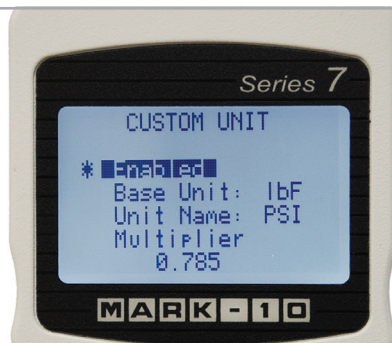 Series 7
CUSTOM UNIT
* Enabled
Base Unit: lbF
Unit Name: PSI
Multiplier
0.785
MARK-10